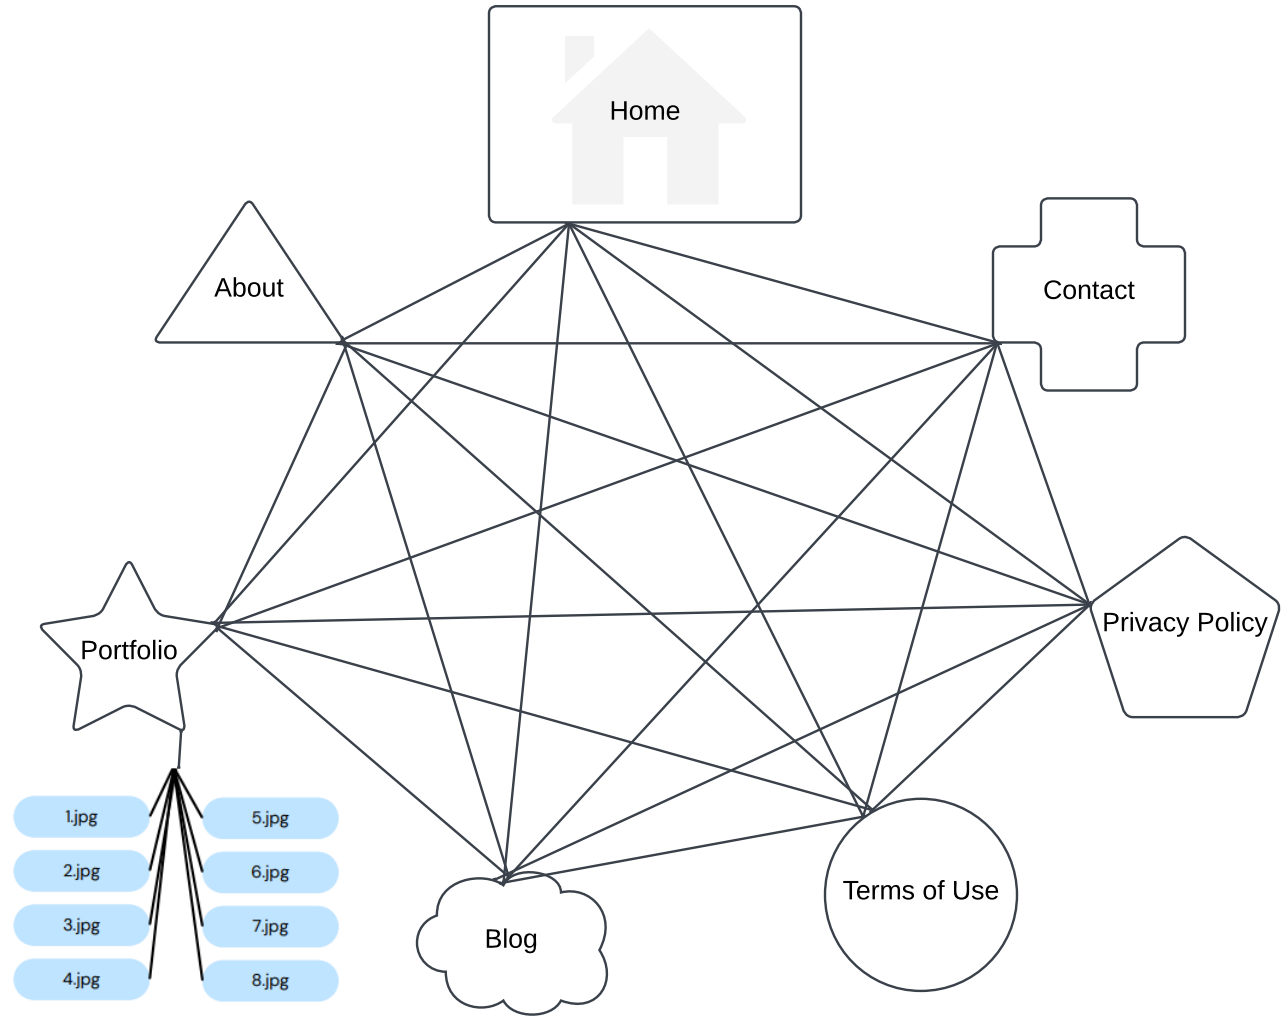 Home
About
Contact
Portfolio
Privacy Policy
1.jpg
2.jpg
3.jpg
4.jpg
5.jpg
6.jpg
7.jpg
8.jpg
Blog
Terms of Use